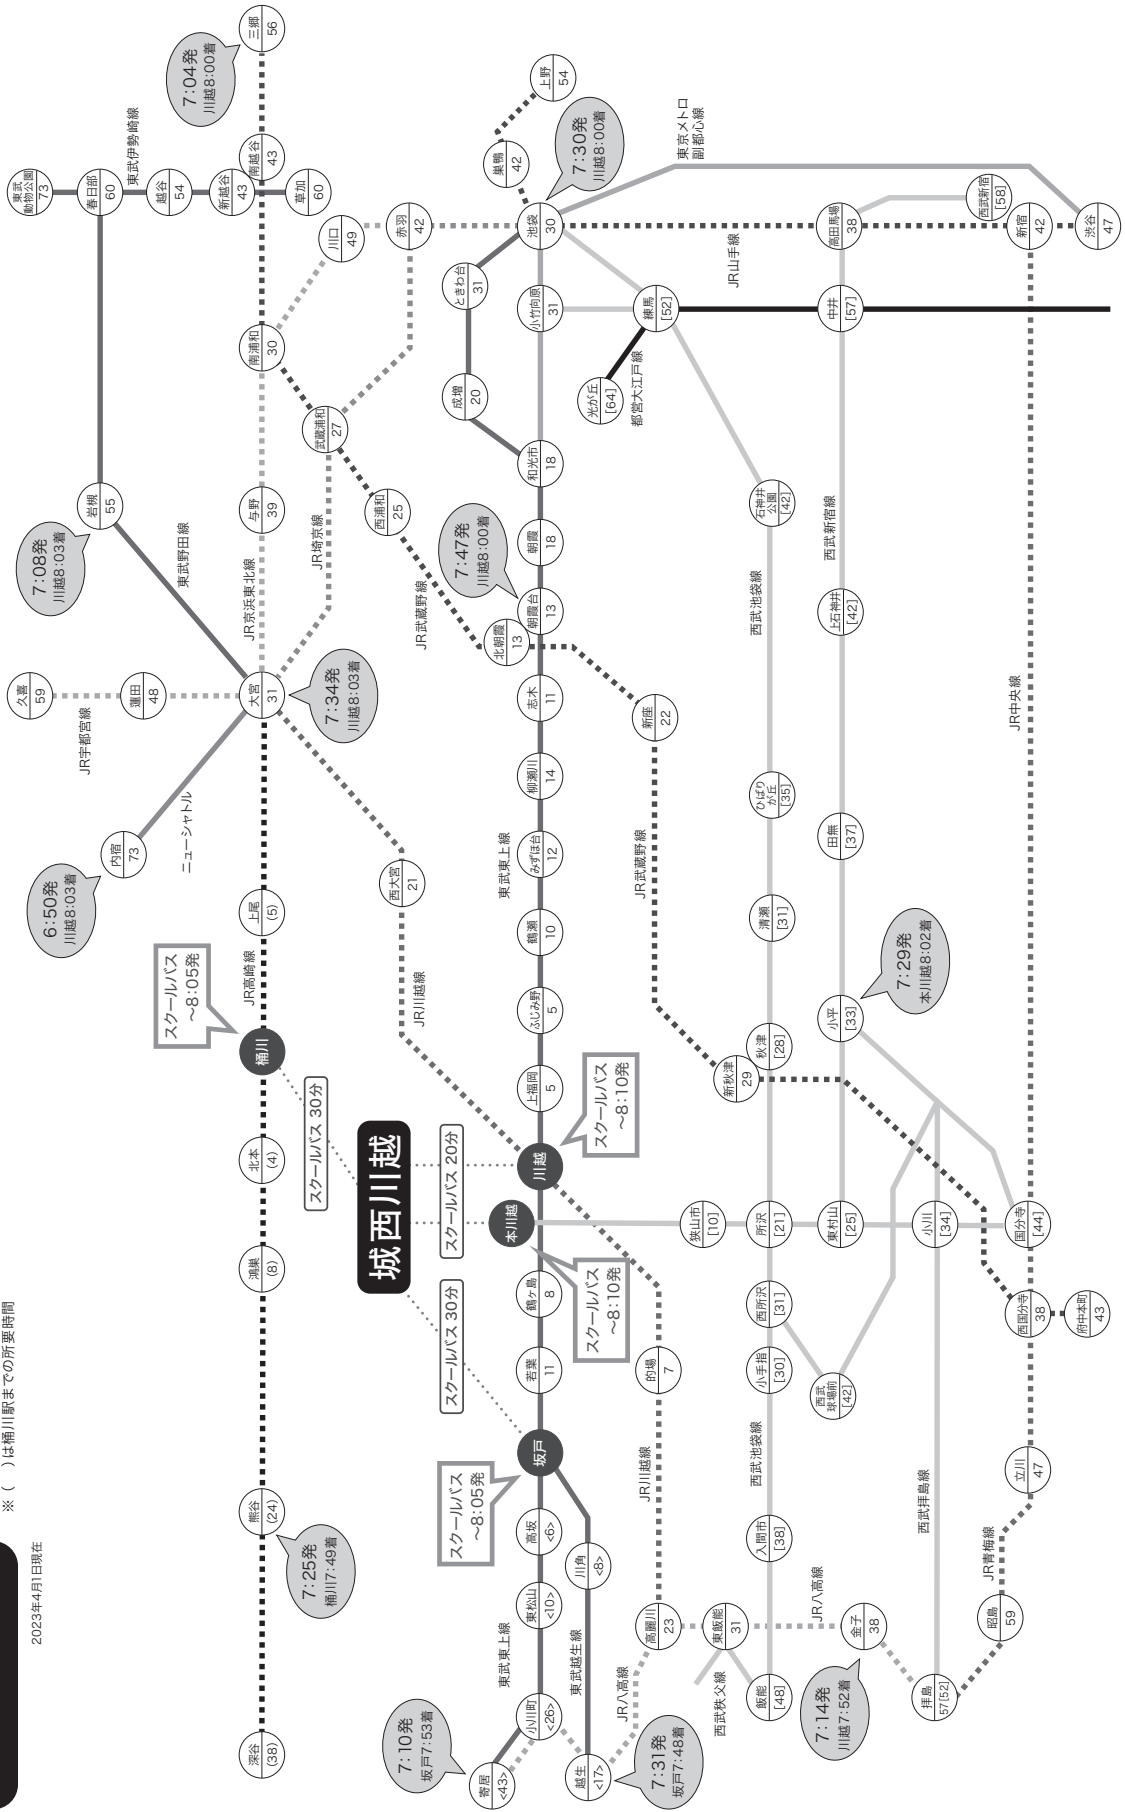 ※（　）は桶川駅までの所要時間
2023年4月1日現在
深谷
(38)
熊谷
(24)
7:25発
桶川7:49着
鴻巣
(8)
北本
(4)
桶川
スクールバス
～8:05発
JR高崎線
上尾
(5)
大宮
31
7:34発
川越8:03着
内宿
73
6:50発
川越8:03着
ニューシャトル
久喜
59
蓮田
48
JR宇都宮線
東武野田線
岩槻
55
7:08発
川越8:03着
春日部
60
東武
動物公園
73
東武伊勢崎線
越谷
54
新越谷
43
南越谷
43
草加
60
三郷
56
7:04発
川越8:00着
JR京浜東北線
与野
39
南浦和
30
川口
49
赤羽
42
JR埼京線
武蔵浦和
27
西浦和
25
JR武蔵野線
北朝霞
13
スクールバス 30分
城西川越
スクールバス 20分
スクールバス 30分
西大宮
21
JR川越線
寄居
<43>
7:10発
坂戸7:53着
小川町
<26>
東武東上線
東松山
<10>
高坂
<6>
坂戸
スクールバス
～8:05発
若葉
11
鶴ヶ島
8
本川越
スクールバス
～8:10発
川越
スクールバス
～8:10発
上福岡
5
ふじみ野
5
鶴瀬
10
みずほ台
12
東武東上線
柳瀬川
14
志木
11
朝霞台
13
7:47発
川越8:00着
朝霞
18
和光市
18
成増
20
ときわ台
31
小竹向原
31
池袋
30
7:30発
川越8:00着
巣鴨
42
上野
54
東京メトロ
副都心線
越生
<17>
7:31発
坂戸7:48着
東武越生線
川角
<8>
JR八高線
高麗川
23
JR川越線
的場
7
狭山市
[10]
新座
22
JR武蔵野線
新秋津
29
光が丘
[64]
都営大江戸線
練馬
[52]
JR山手線
西武秩父線
東飯能
31
飯能
[48]
入間市
[38]
西武池袋線
小手指
[30]
西所沢
[31]
所沢
[21]
秋津
[28]
清瀬
[31]
ひばり
が丘
[35]
西武池袋線
石神井
公園
[42]
JR八高線
金子
38
7:14発
川越7:52着
西武
球場前
[42]
東村山
[25]
小平
[33]
7:29発
本川越8:02着
田無
[37]
上石神井
[42]
西武新宿線
中井
[57]
高田馬場
38
西武新宿
[58]
拝島
57[52]
西武拝島線
小川
[34]
昭島
59
JR青梅線
立川
47
西国分寺
38
府中本町
43
国分寺
[44]
JR中央線
新宿
42
渋谷
47